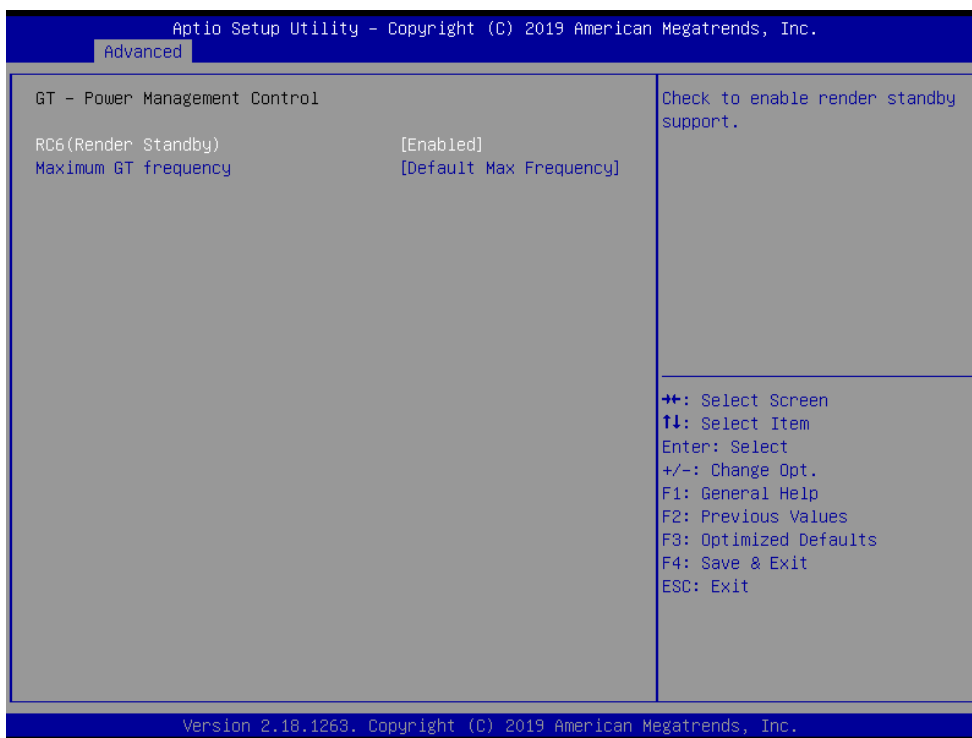 Aptio Setup Utility – Copyright (C) 2019 American Megatrends, Inc.
Advanced
GT – Power Management Control
RC6(Render Standby) [Enabled]
Maximum GT frequency [Default Max Frequency]
Check to enable render standby
support.
→←: Select Screen
↑↓: Select Item
Enter: Select
+/-: Change Opt.
F1: General Help
F2: Previous Values
F3: Optimized Defaults
F4: Save & Exit
ESC: Exit
Version 2.18.1263. Copyright (C) 2019 American Megatrends, Inc.